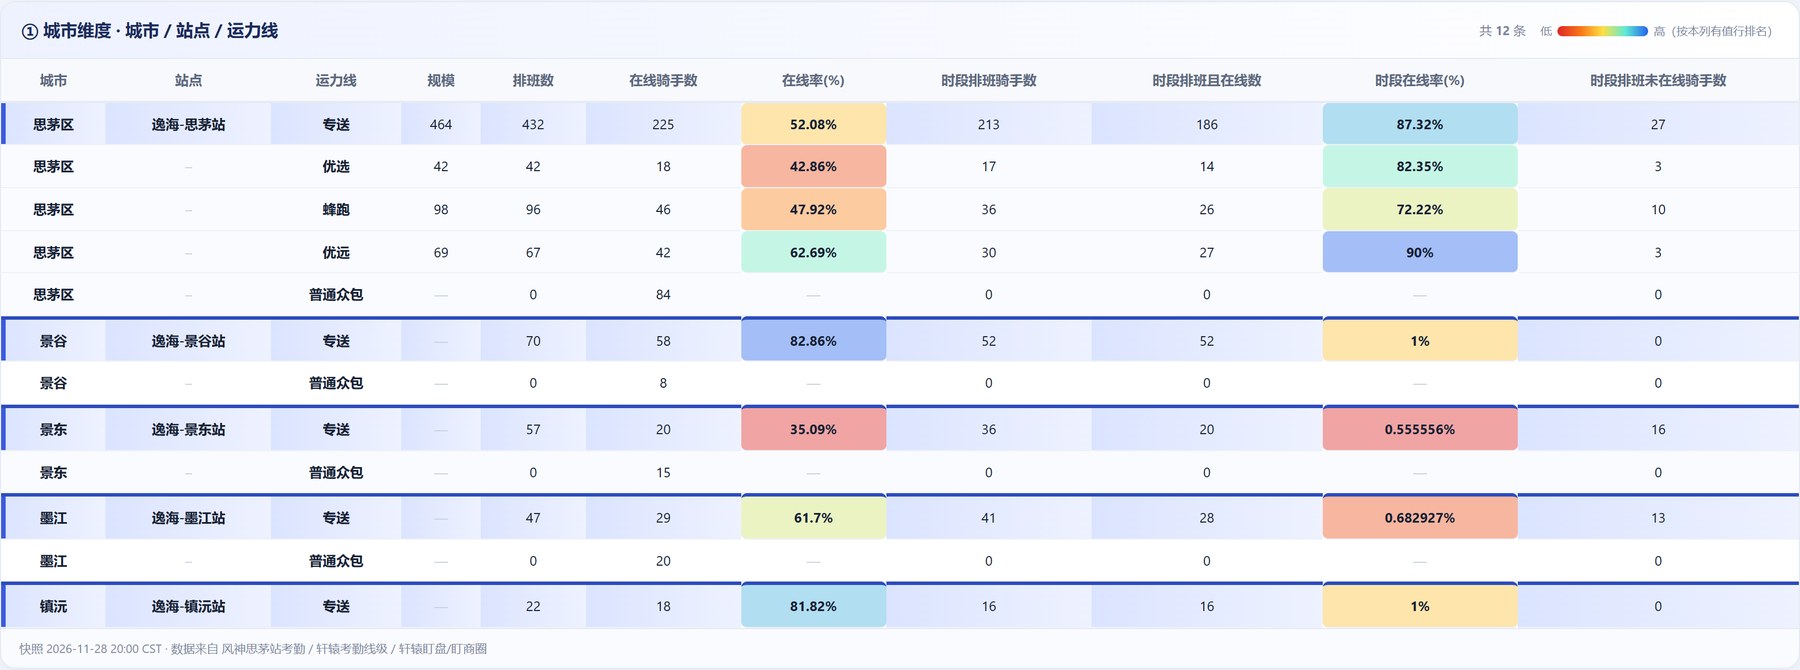 ① 城市维度 · 城市 / 站点 / 运力线
共 12 条 低 高 (按本列有值行排名)
城市 站点 运力线 规模 排班数 在线骑手数 在线率(%) 时段排班骑手数 时段排班且在线数 时段在线率(%) 时段排班未在线骑手数
思茅区 逸海-思茅站 专送 464 432 225 52.08% 213 186 87.32% 27
思茅区 – 优选 42 42 18 42.86% 17 14 82.35% 3
思茅区 – 蜂跑 98 96 46 47.92% 36 26 72.22% 10
思茅区 – 优远 69 67 42 62.69% 30 27 90% 3
思茅区 – 普通众包 — 0 84 — 0 0 — 0
景谷 逸海-景谷站 专送 — 70 58 82.86% 52 52 1% 0
景谷 – 普通众包 — 0 8 — 0 0 — 0
景东 逸海-景东站 专送 — 57 20 35.09% 36 20 0.555556% 16
景东 – 普通众包 — 0 15 — 0 0 — 0
墨江 逸海-墨江站 专送 — 47 29 61.7% 41 28 0.682927% 13
墨江 – 普通众包 — 0 20 — 0 0 — 0
镇沅 逸海-镇沅站 专送 — 22 18 81.82% 16 16 1% 0
快照 2026-11-28 20:00 CST · 数据来自 风神思茅站考勤 / 轩辕考勤线级 / 轩辕盯盘/盯商圈